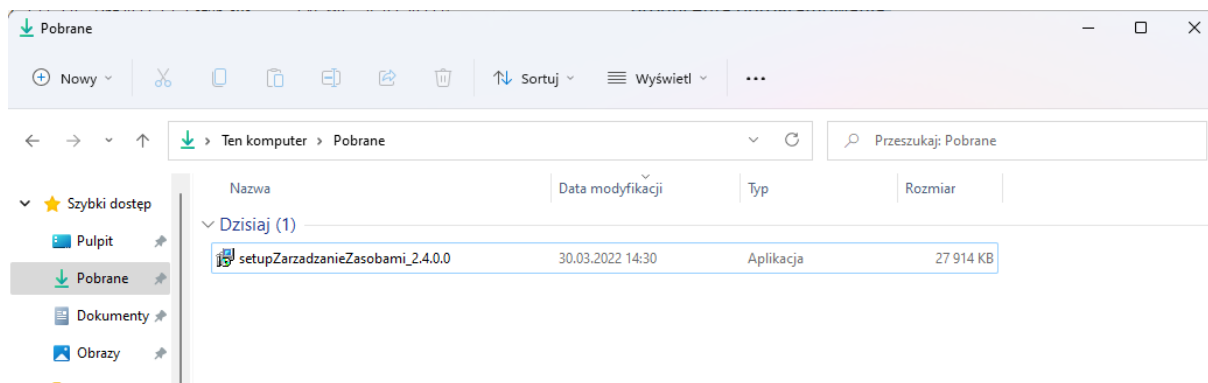 Pobrane
Nowy Sortuj Wyświetl ...
Ten komputer > Pobrane Przeszukaj: Pobrane
Nazwa Data modyfikacji Typ Rozmiar
Szybki dostęp
Dzisiaj (1)
Pulpit
setupZarzadzanieZasobami_2.4.0.0 30.03.2022 14:30 Aplikacja 27 914 KB
Pobrane
Dokumenty
Obrazy